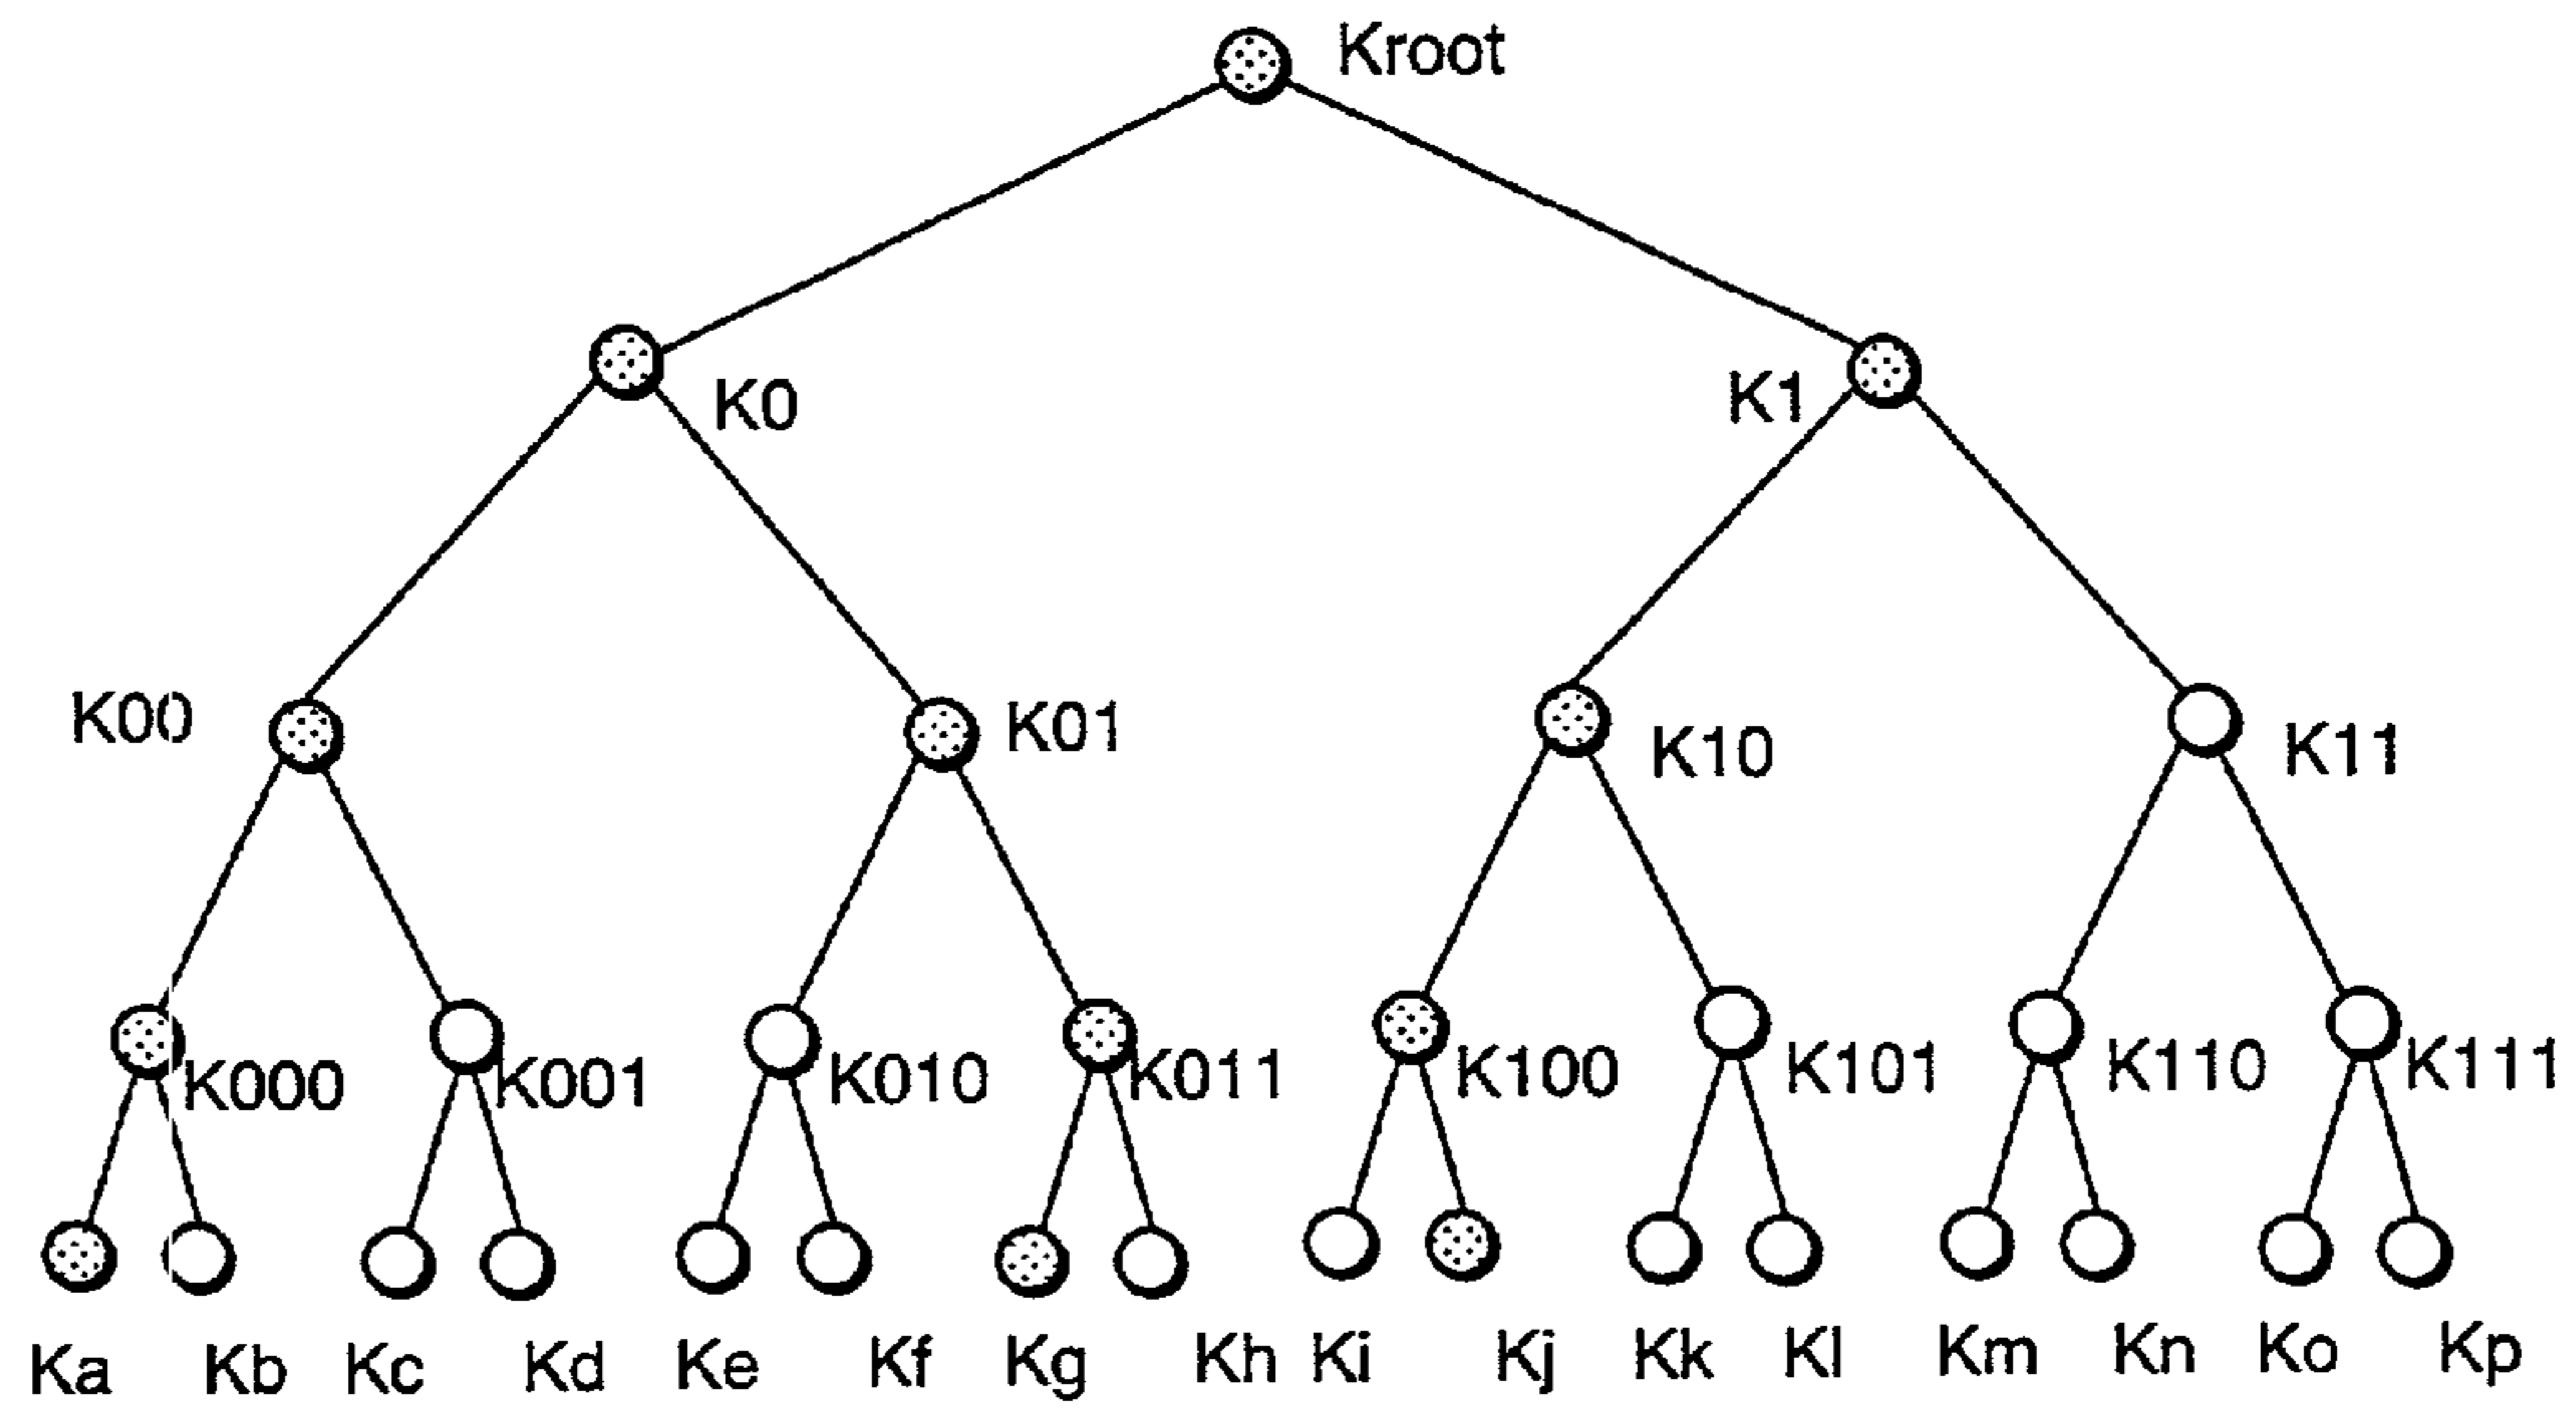 Kroot
K0 K1
K00 K01 K10 K11
K000 K001 K010 K011 K100 K101 K110 K111
Ka Kb Kc Kd Ke Kf Kg Kh Ki Kj Kk Kl Km Kn Ko Kp